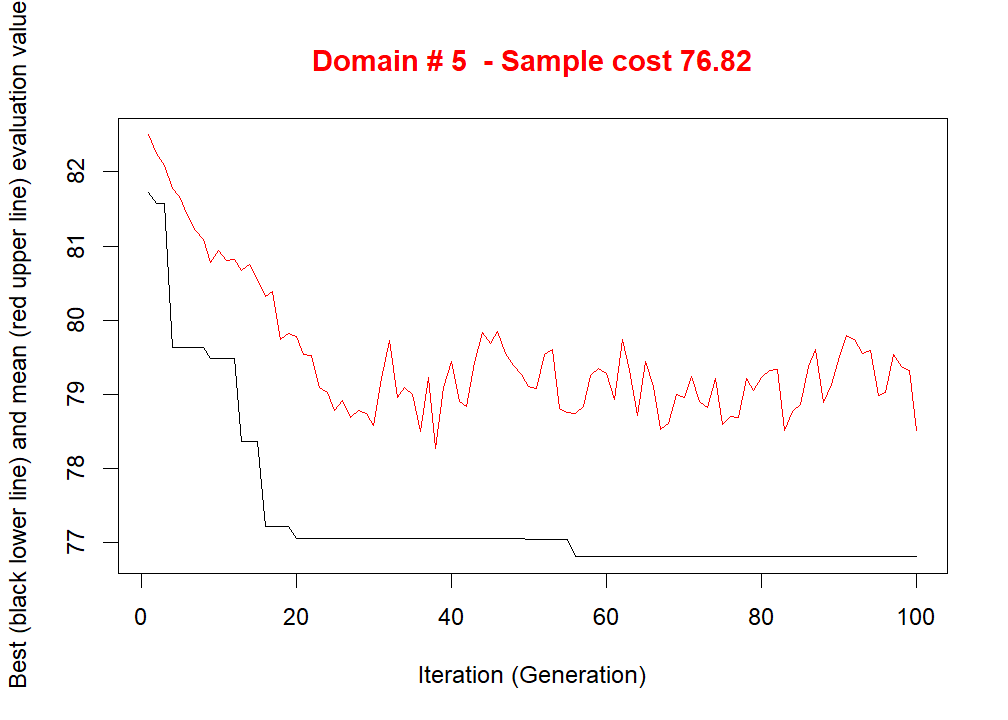 Domain # 5  - Sample cost 76.82
Best (black lower line) and mean (red upper line) evaluation value
82
81
80
79
78
77
0 20 40 60 80 100
Iteration (Generation)